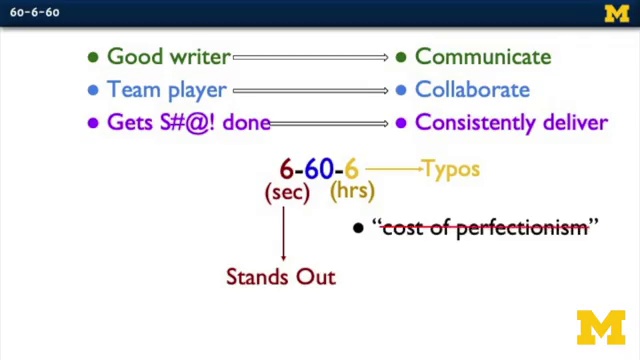 60-6-60
M
● Good writer ● Communicate
● Team player ● Collaborate
● Gets S#@! done ● Consistently deliver
6-60-6 Typos
(sec) (hrs)
● “cost of perfectionism”
Stands Out
M